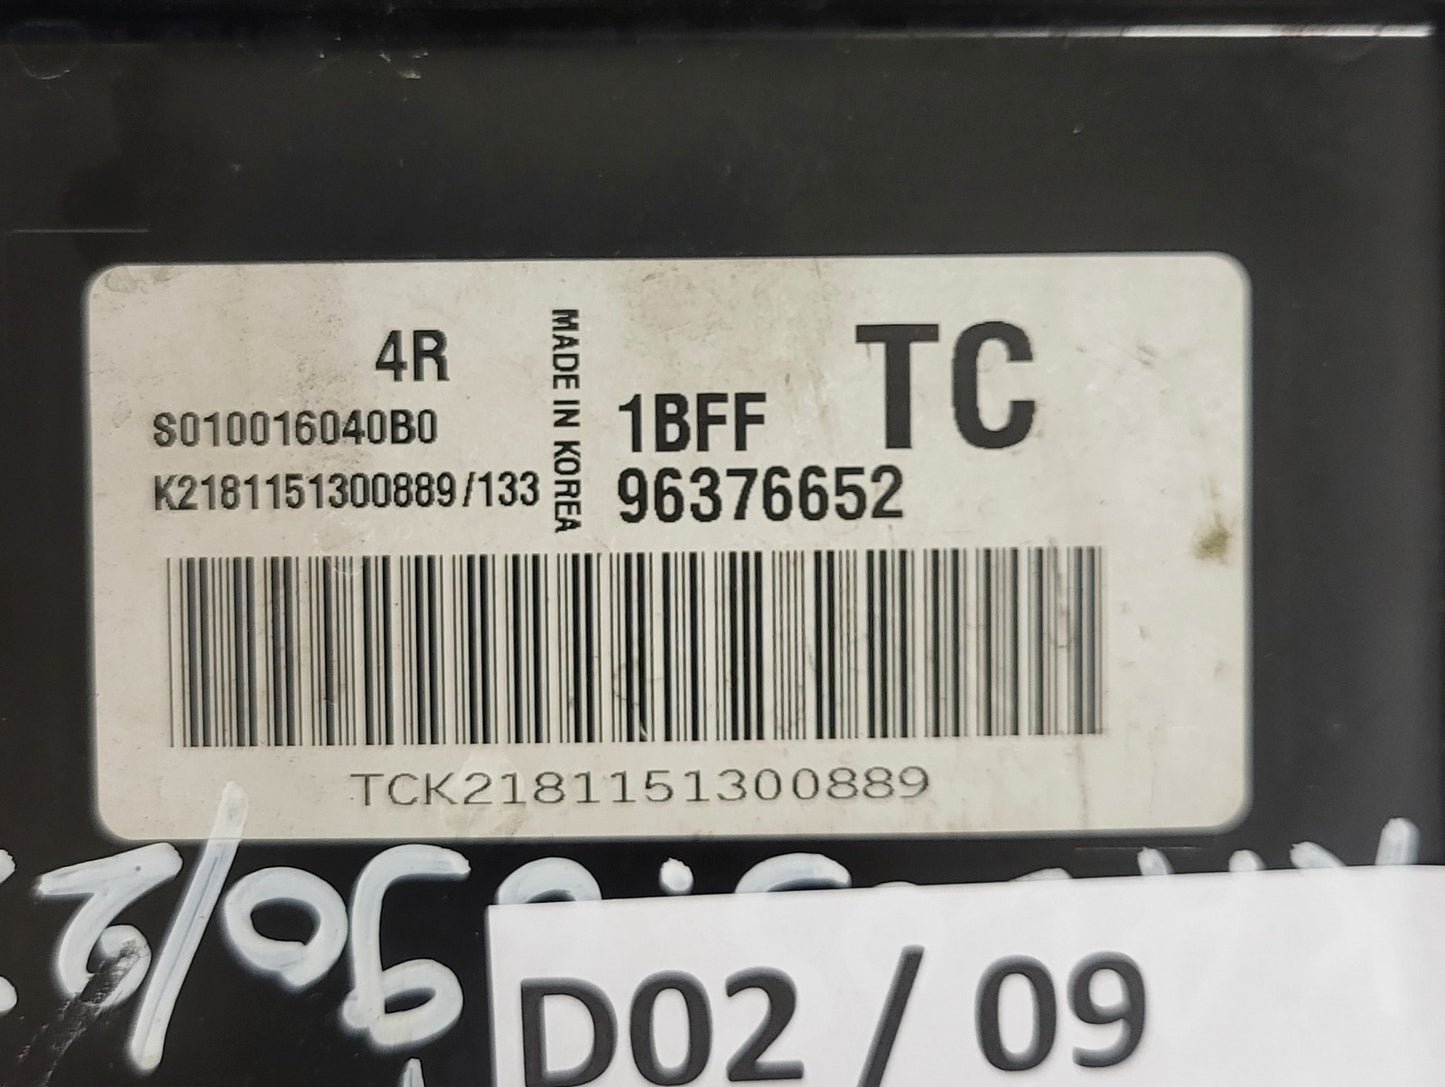 4R
S010016040B0
K2181151300889/133
MADE IN KOREA
TC
1BFF
96376652
TCK2181151300889
D02 / 09